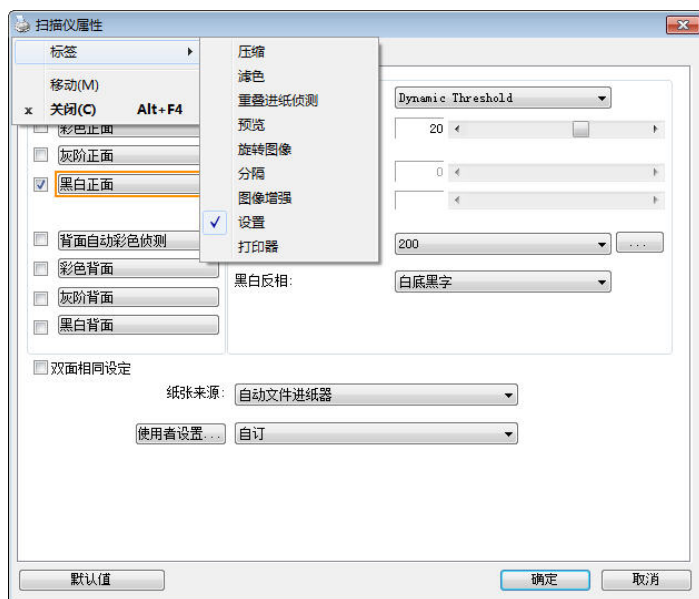 扫描仪属性
标签
移动(M)
x 关闭(C) Alt+F4
压缩
滤色
重叠进纸侦测
预览
旋转图像
分隔
图像增强
设置
打印器
彩色正面
灰阶正面
黑白正面
背面自动彩色侦测
彩色背面
灰阶背面
黑白背面
Dynamic Threshold
20
0
200
...
黑白反相:
白底黑字
双面相同设定
纸张来源:
自动文件进纸器
使用者设置...
自订
默认值
确定
取消